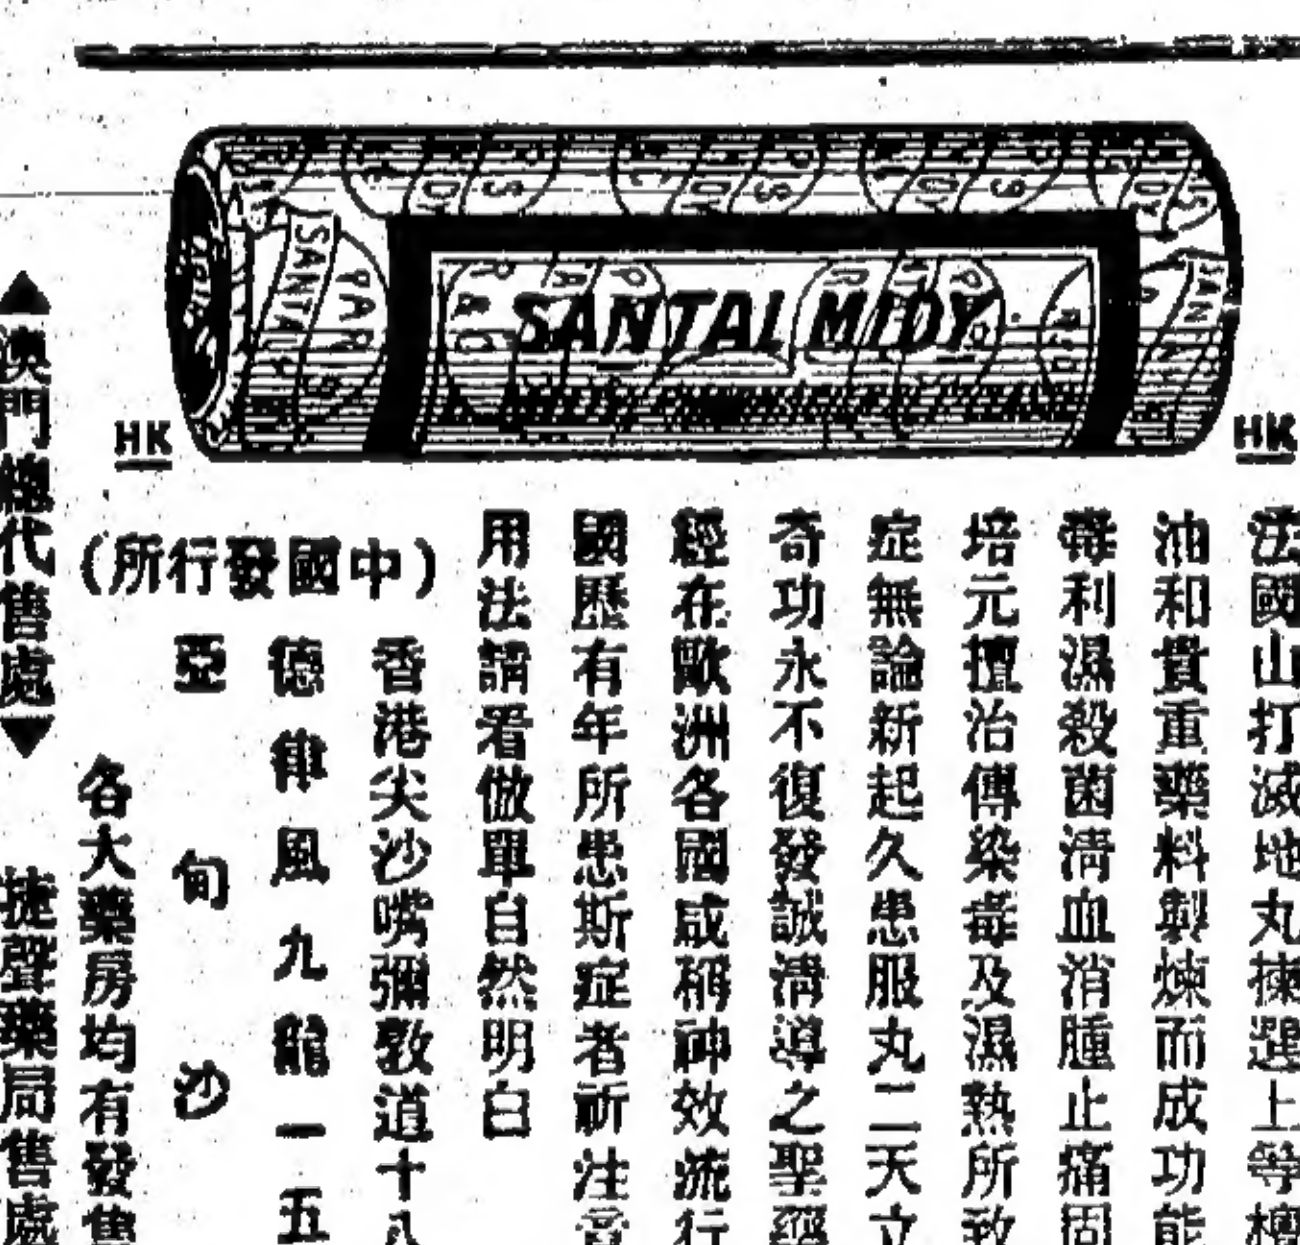 SANTAL MIDY
HK
HK
法國山打滅地丸揀選上等檀
油和貴重藥料製煉而成功能
毒利濕殺菌清血消腫止痛固
培元擅治傳染毒及濕熱所致
症無論新起久患服丸二天立
奇功永不復發誠清導之聖經
經在歐洲各國咸稱神效流行
國歷有年所患斯症者祈注意
用法請看倣單自然明白
(中國發行所)
香港尖沙嘴彌敦道十八
德律風九龍一五
亞甸沙
各大藥房均有發售
▲澳門總代售處▼
捷聲藥局售處